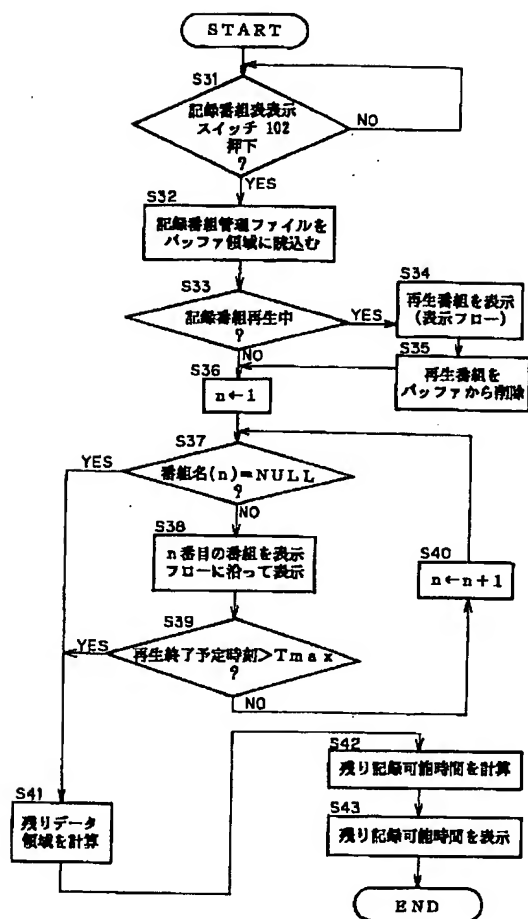 START
S31
記録番組表表示
スイッチ 102
押下
?
NO
YES
S32
記録番組管理ファイルを
バッファ領域に読込む
S33
記録番組再生中
?
YES
NO
S34
再生番組を表示
(表示フロー)
S35
再生番組を
バッファから削除
S36
n←1
S37
番組名(n)=NULL
?
YES
NO
S38
n番目の番組を表示
フローに沿って表示
S39
再生終了予定時刻>Tmax
?
YES
NO
S40
n←n+1
S41
残りデータ
領域を計算
S42
残り記録可能時間を計算
S43
残り記録可能時間を表示
END